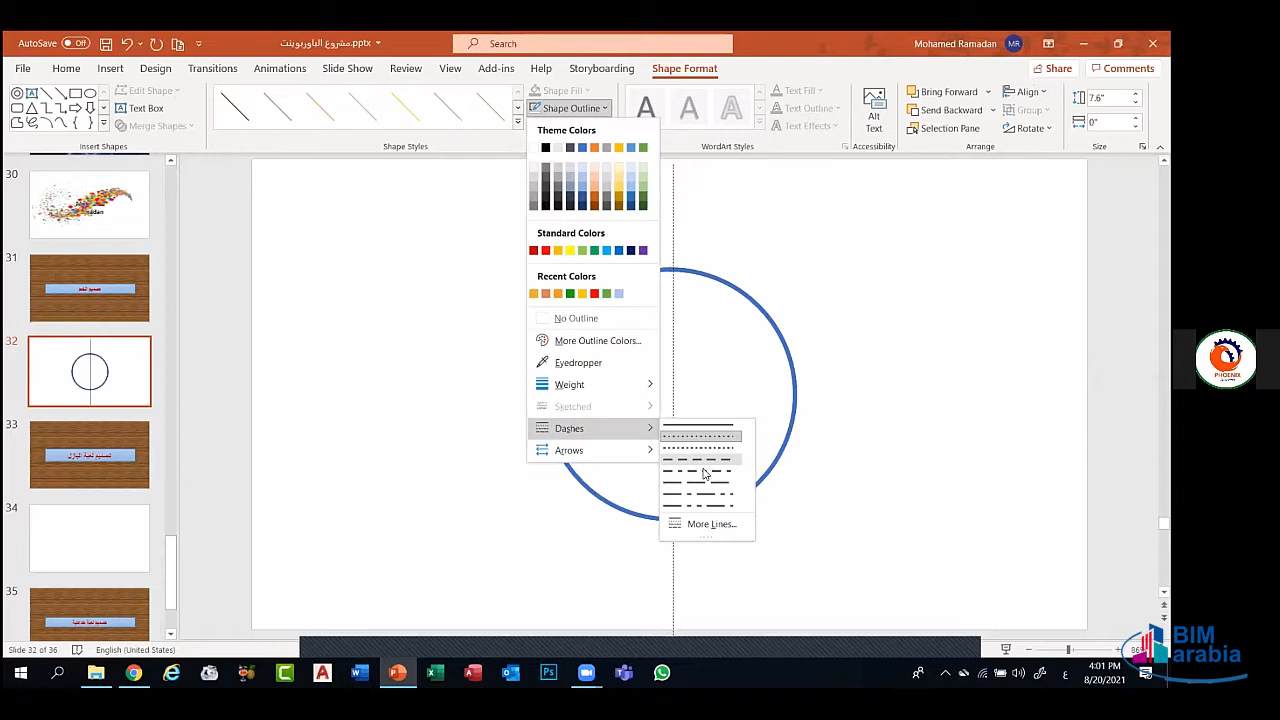 AutoSave Off
مشروع الباوربوينت.pptx
Search
Mohamed Ramadan MR
File Home Insert Design Transitions Animations Slide Show Review View Add-ins Help Storyboarding Shape Format Share Comments
Edit Shape
Text Box
Merge Shapes
Insert Shapes
Shape Styles
Shape Fill
Shape Outline
A A A
WordArt Styles
Text Fill
Text Outline
Text Effects
Alt
Text
Accessibility
Bring Forward
Send Backward
Selection Pane
Align
Group
Rotate
Arrange
7.6"
0"
Size
Theme Colors
Standard Colors
Recent Colors
No Outline
More Outline Colors...
Eyedropper
Weight
Sketched
Dashes
Arrows
More Lines...
30
31
32
33
تصميم لعبة البازل
34
35
PHOENIX
Slide 32 of 36
English (United States)
BIM
arabia
4:01 PM
8/20/2021